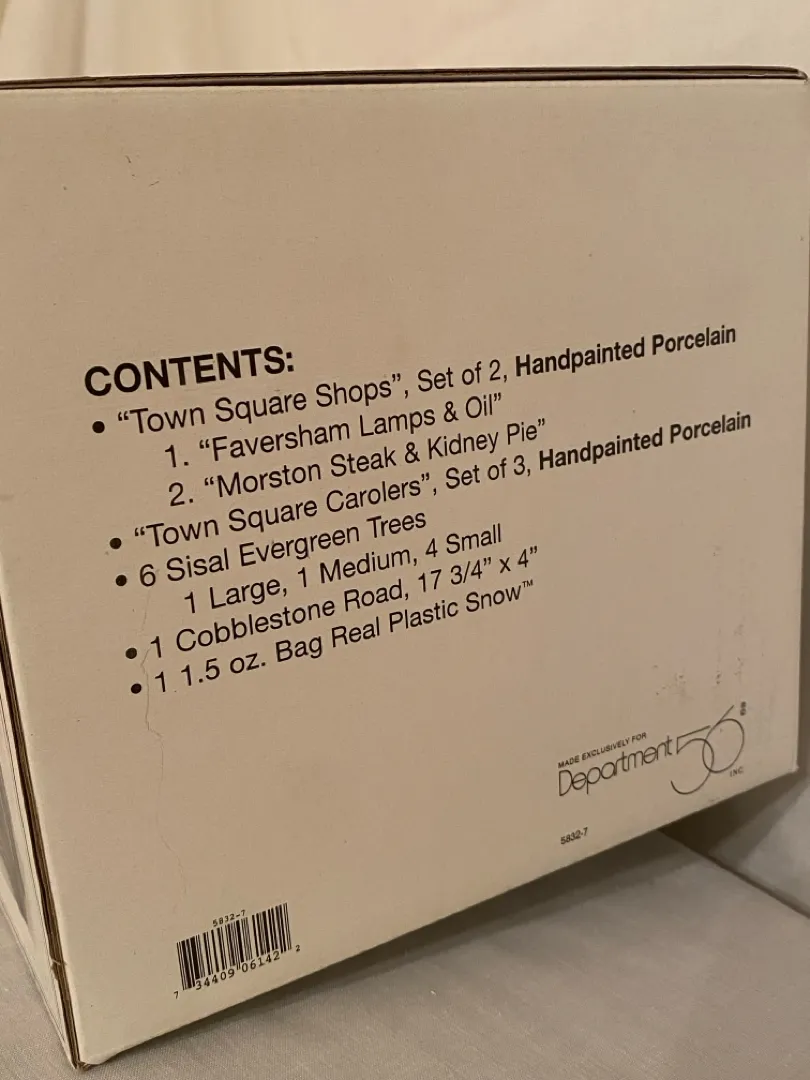 CONTENTS:
• “Town Square Shops”, Set of 2, Handpainted Porcelain
1. “Faversham Lamps & Oil”
2. “Morston Steak & Kidney Pie”
• “Town Square Carolers”, Set of 3, Handpainted Porcelain
• 6 Sisal Evergreen Trees
1 Large, 1 Medium, 4 Small
• 1 Cobblestone Road, 17 3/4” x 4”
• 1 1.5 oz. Bag Real Plastic Snow™
MADE EXCLUSIVELY FOR
Department 56®
INC
5832-7
5832-7
7 34409 06142 2